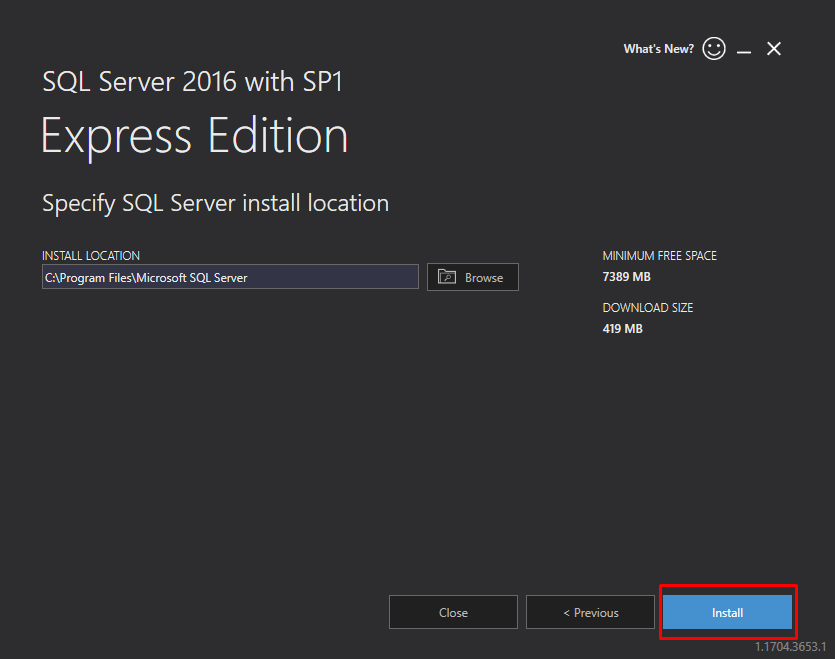 What's New?
SQL Server 2016 with SP1
Express Edition
Specify SQL Server install location
INSTALL LOCATION
C:\Program Files\Microsoft SQL Server
Browse
MINIMUM FREE SPACE
7389 MB
DOWNLOAD SIZE
419 MB
Close
< Previous
Install
1.1704.3653.1